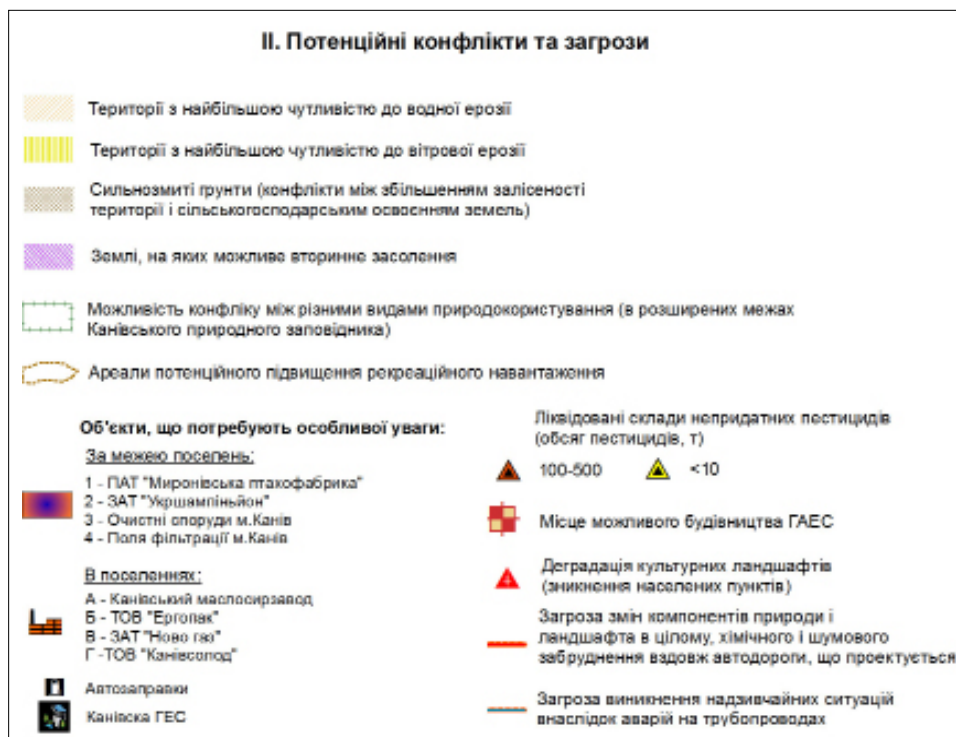 II. Потенційні конфлікти та загрози
Території з найбільшою чутливістю до водної ерозії
Території з найбільшою чутливістю до вітрової ерозії
Сильнозмиті ґрунти (конфлікти між збільшенням залісеності
території і сільськогосподарським освоєнням земель)
Землі, на яких можливе вторинне засолення
Можливість конфліку між різними видами природокористування (в розширених межах
Канівського природного заповідника)
Ареали потенційного підвищення рекреаційного навантаження
Об'єкти, що потребують особливої уваги:
За межею поселень:
1 - ПАТ "Миронівська птахофабрика"
2 - ЗАТ "Укршампіньйон"
3 - Очистні споруди м.Канів
4 - Поля фільтрації м.Канів
В поселеннях:
А - Канівський маслосирзавод
Б - ТОВ "Ергопак"
В - ЗАТ "Ново газ"
Г -ТОВ "Канівсолод"
Автозаправки
Канівска ГЕС
Ліквідовані склади непридатних пестицидів
(обсяг пестицидів, т)
100-500 <10
Місце можливого будівництва ГАЕС
Деградація культурних ландшафтів
(зникнення населених пунктів)
Загроза змін компонентів природи і
ландшафта в цілому, хімічного і шумового
забруднення вздовж автодороги, що проектується
Загроза виникнення надзивчайних ситуацій
внаслідок аварій на трубопроводах